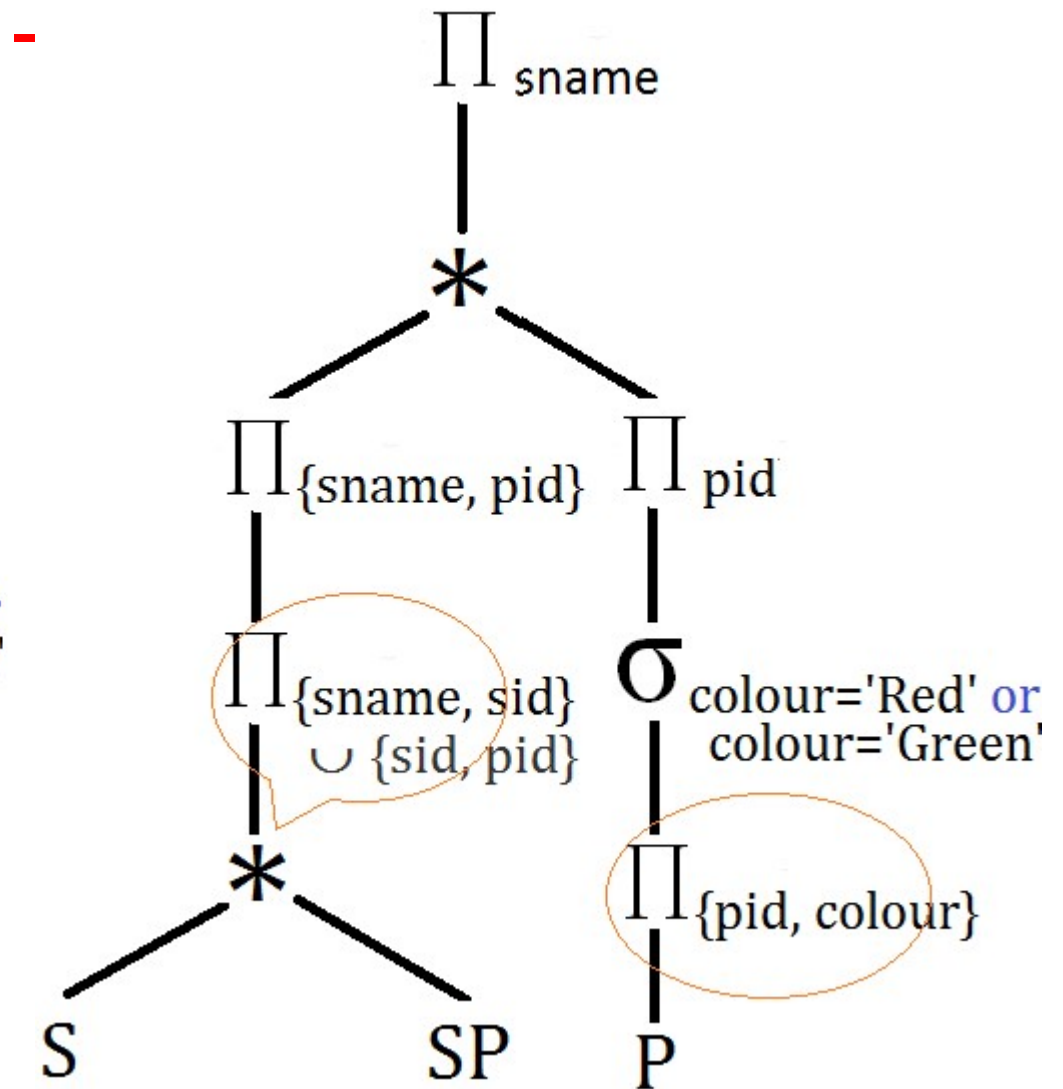 ∏ sname
*
∏{sname, pid} ∏ pid
∏{sname, sid}
∪ {sid, pid}
σ colour='Red' or
colour='Green'
*
∏{pid, colour}
S SP P